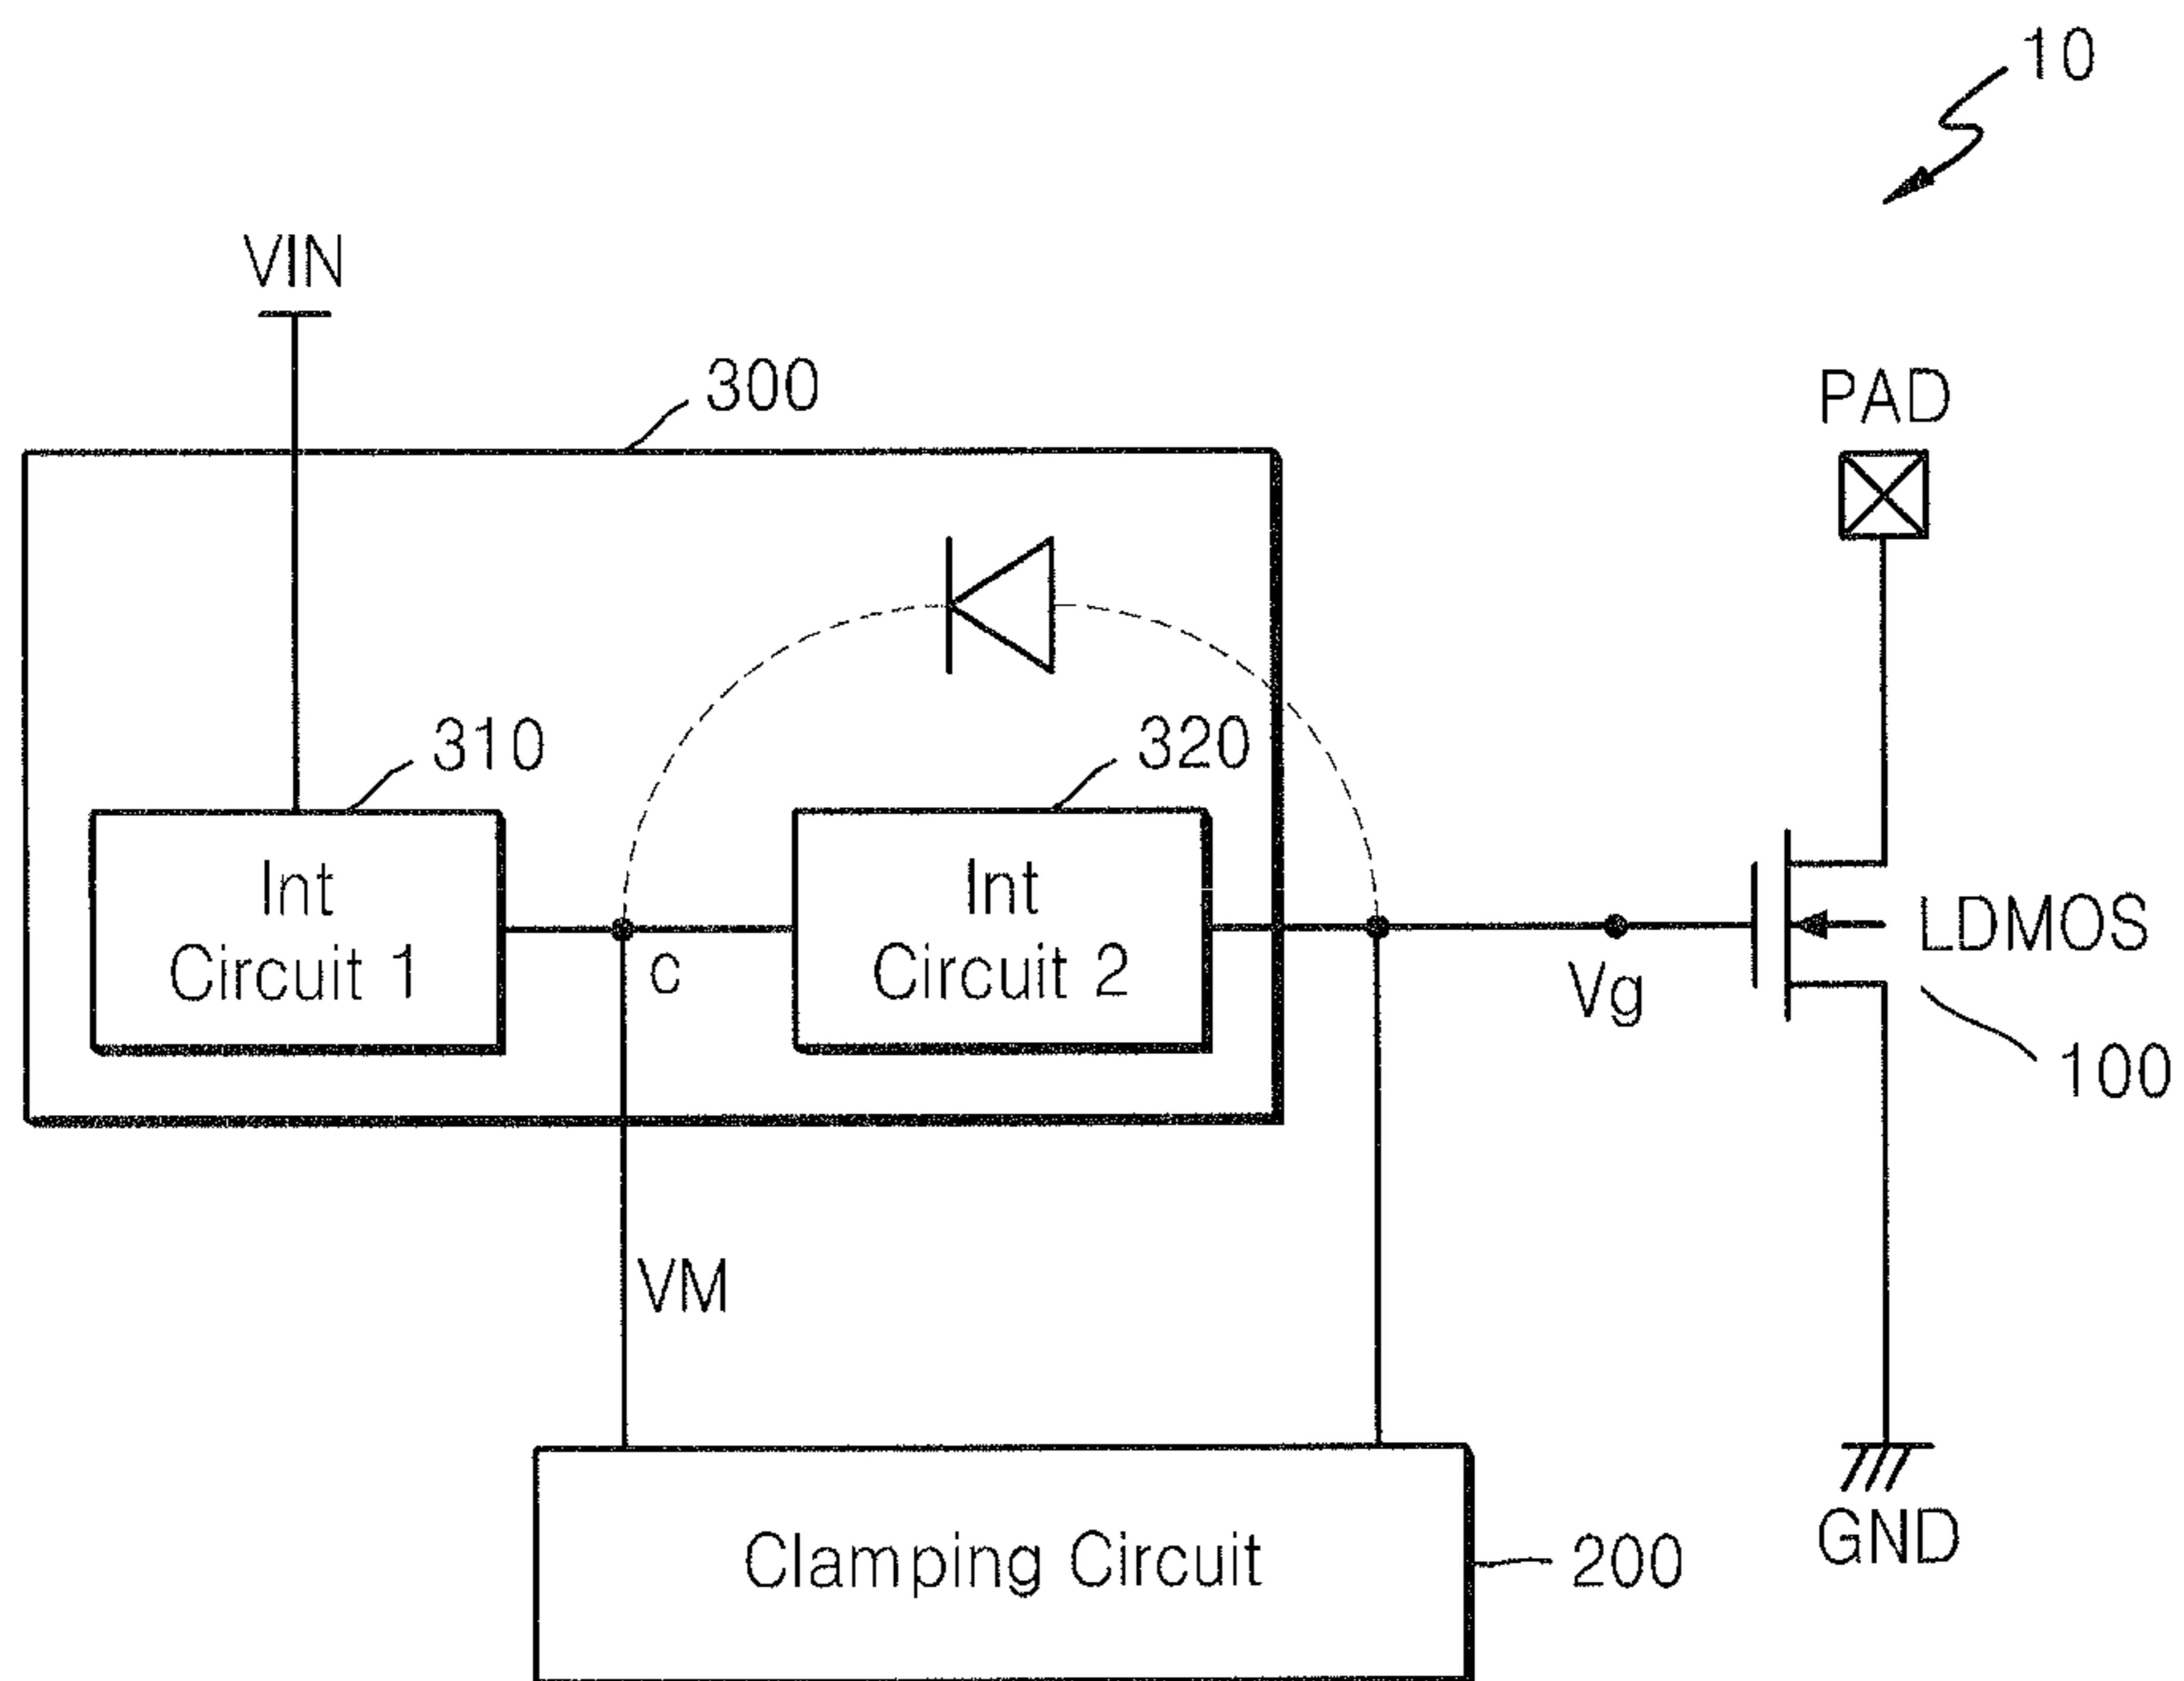 10
VIN
300
PAD
310
320
Int
Circuit 1
c
Int
Circuit 2
Vg
LDMOS
100
VM
Clamping Circuit
200
GND